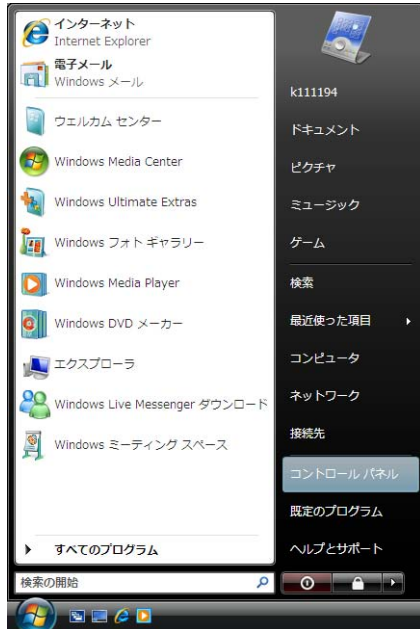 インターネット
Internet Explorer
電子メール
Windows メール
ウェルカム センター
Windows Media Center
Windows Ultimate Extras
Windows フォト ギャラリー
Windows Media Player
Windows DVD メーカー
エクスプローラ
Windows Live Messenger ダウンロード
Windows ミーティング スペース
すべてのプログラム
検索の開始
k111194
ドキュメント
ピクチャ
ミュージック
ゲーム
検索
最近使った項目
コンピュータ
ネットワーク
接続先
コントロール パネル
既定のプログラム
ヘルプとサポート